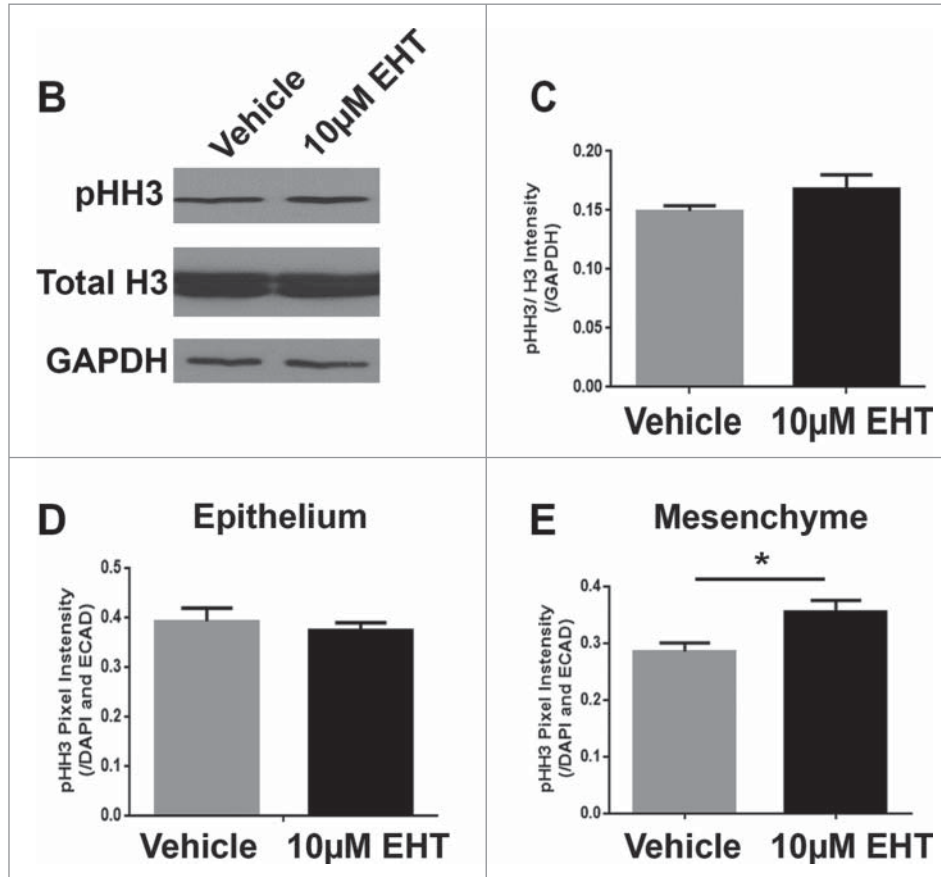 B
Vehicle
10µM EHT
pHH3
Total H3
GAPDH
C
pHH3/ H3 Intensity
(/GAPDH)
0.20
0.15
0.10
0.05
0.00
Vehicle
10µM EHT
D
Epithelium
pHH3 Pixel Instensity
(/DAPI and ECAD)
0.5
0.4
0.3
0.2
0.1
0.0
Vehicle
10µM EHT
E
Mesenchyme
*
pHH3 Pixel Instensity
(/DAPI and ECAD)
0.4
0.3
0.2
0.1
0.0
Vehicle
10µM EHT